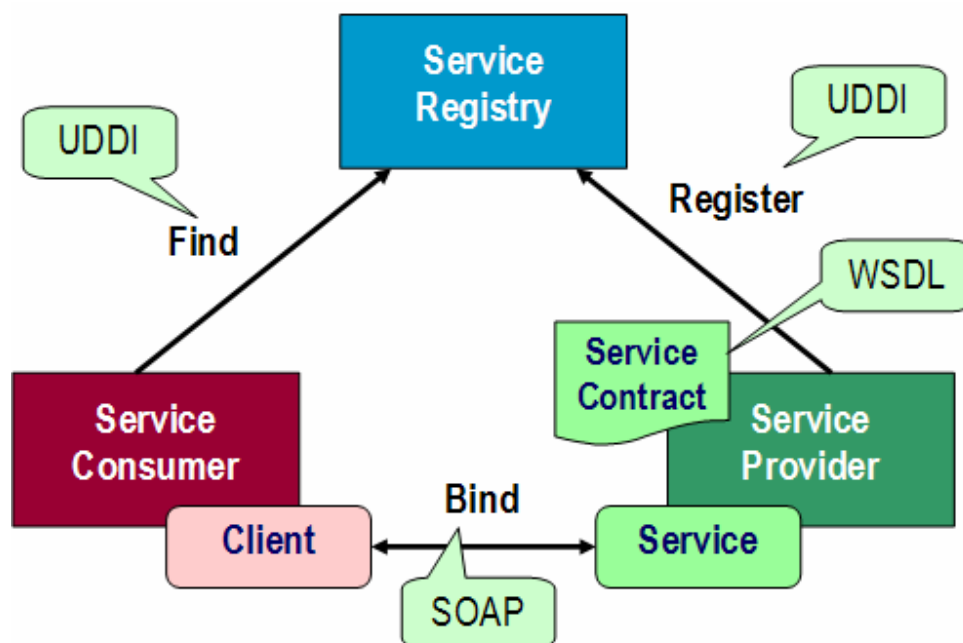 Service
Registry
UDDI
UDDI
Find
Register
WSDL
Service
Contract
Service
Consumer
Service
Provider
Bind
Client
Service
SOAP